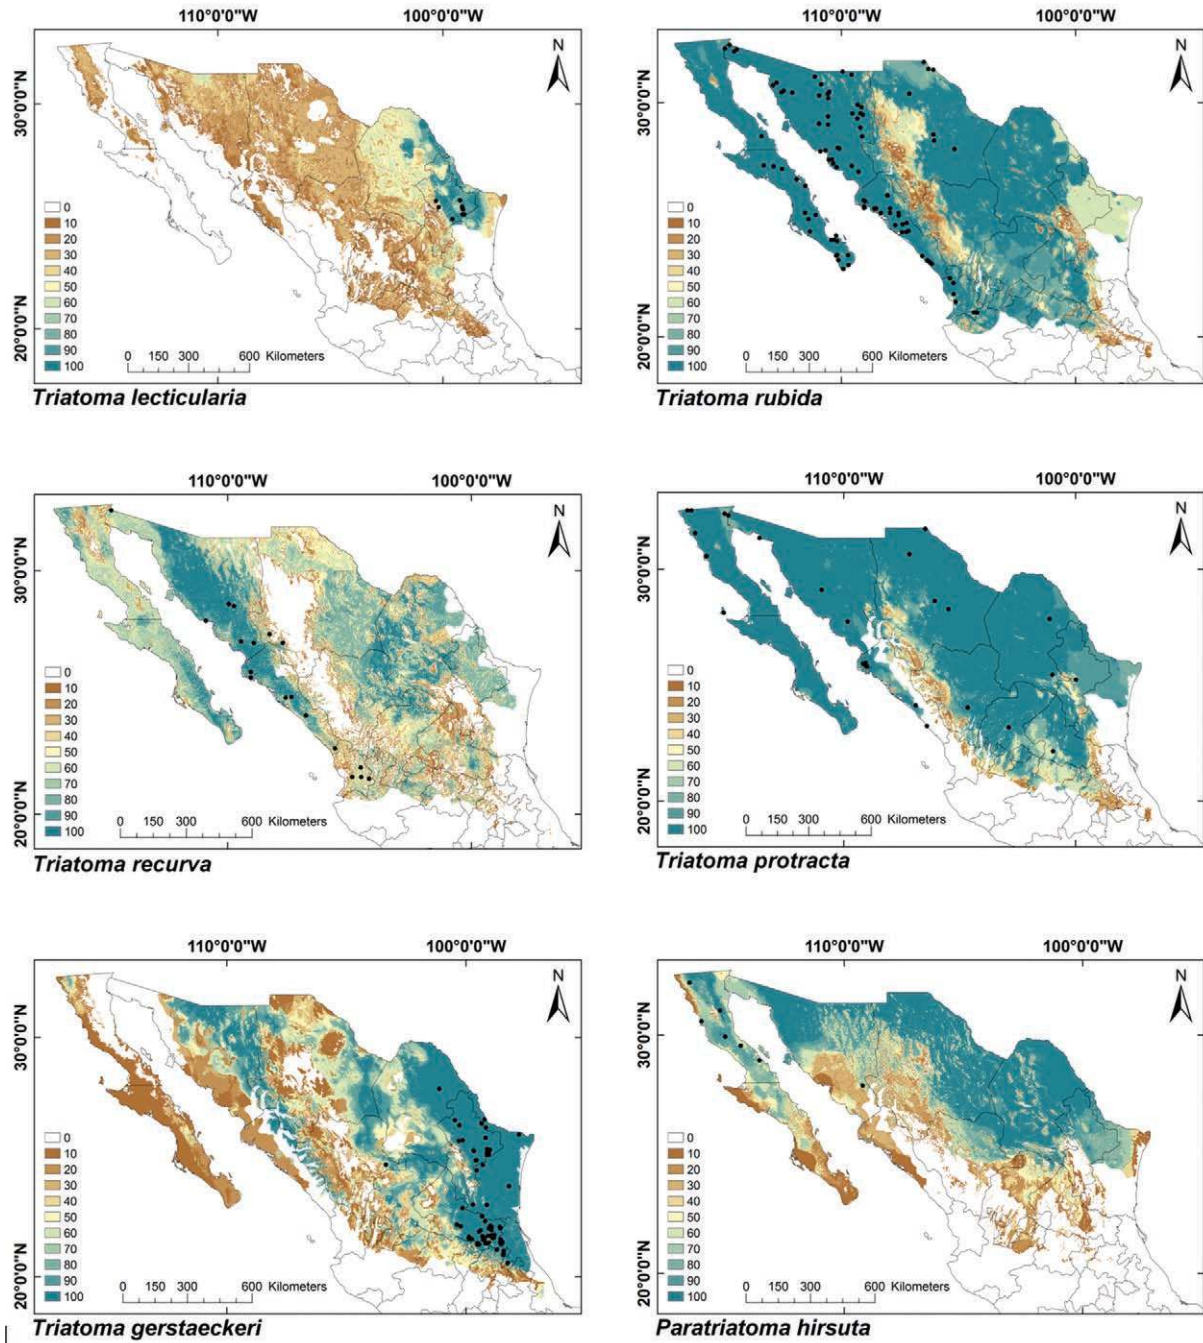 110°0'0"W 100°0'0"W
N
30°0'0"N
20°0'0"N
0
10
20
30
40
50
60
70
80
90
100
0 150 300 600 Kilometers
Triatoma lecticularia
110°0'0"W 100°0'0"W
N
30°0'0"N
20°0'0"N
0
10
20
30
40
50
60
70
80
90
100
0 150 300 600 Kilometers
Triatoma rubida
110°0'0"W 100°0'0"W
N
30°0'0"N
20°0'0"N
0
10
20
30
40
50
60
70
80
90
100
0 150 300 600 Kilometers
Triatoma recurva
110°0'0"W 100°0'0"W
N
30°0'0"N
20°0'0"N
0
10
20
30
40
50
60
70
80
90
100
0 150 300 600 Kilometers
Triatoma protracta
110°0'0"W 100°0'0"W
N
30°0'0"N
20°0'0"N
0
10
20
30
40
50
60
70
80
90
100
0 150 300 600 Kilometers
Triatoma gerstaeckeri
110°0'0"W 100°0'0"W
N
30°0'0"N
20°0'0"N
0
10
20
30
40
50
60
70
80
90
100
0 150 300 600 Kilometers
Paratriatoma hirsuta